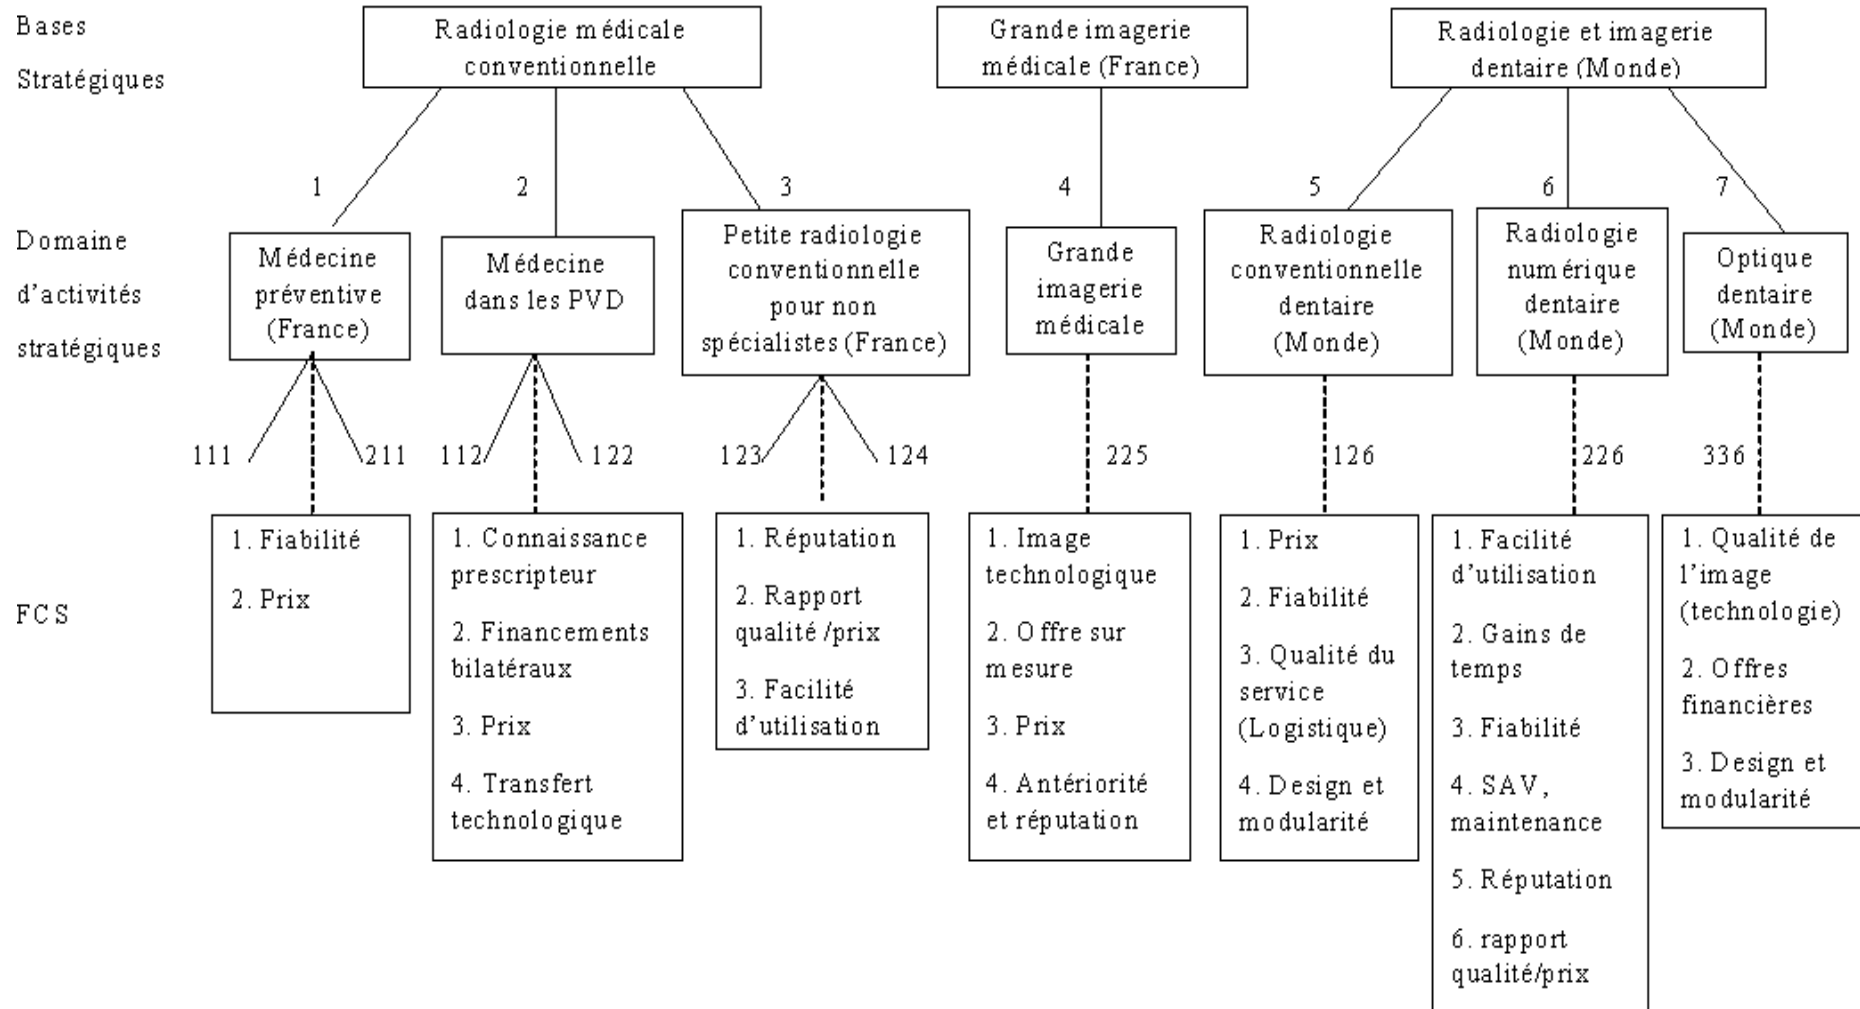 Bases
Stratégiques
Radiologie médicale
conventionnelle
Grande imagerie
médicale (France)
Radiologie et imagerie
dentaire (Monde)
1
2
3
4
5
6
7
Domaine
d'activités
stratégiques
Médecine
préventive
(France)
Médecine
dans les PVD
Petite radiologie
conventionnelle
pour non
spécialistes (France)
Grande
imagerie
médicale
Radiologie
conventionnelle
dentaire
(Monde)
Radiologie
numérique
dentaire
(Monde)
Optique
dentaire
(Monde)
111
211
112
122
123
124
225
126
226
336
FCS
1. Fiabilité
2. Prix
1. Connaissance
prescripteur
2. Financements
bilatéraux
3. Prix
4. Transfert
technologique
1. Réputation
2. Rapport
qualité /prix
3. Facilité
d'utilisation
1. Image
technologique
2. Offre sur
mesure
3. Prix
4. Antériorité
et réputation
1. Prix
2. Fiabilité
3. Qualité du
service
(Logistique)
4. Design et
modularité
1. Facilité
d'utilisation
2. Gains de
temps
3. Fiabilité
4. SAV,
maintenance
5. Réputation
6. rapport
qualité/prix
1. Qualité de
l'image
(technologie)
2. Offres
financières
3. Design et
modularité